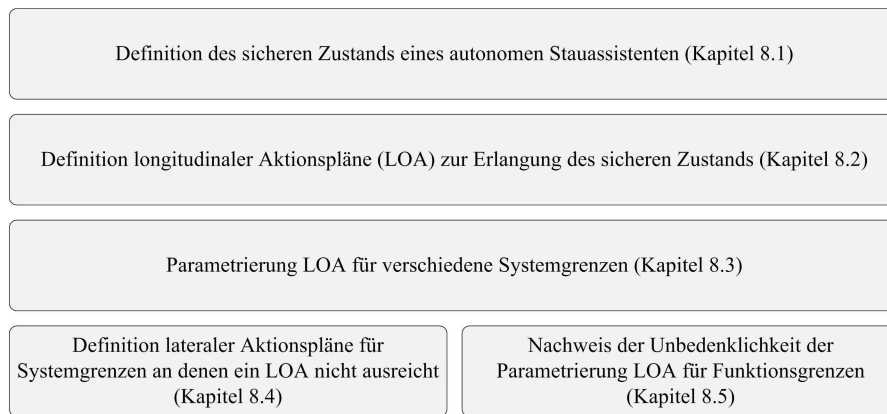 Definition des sicheren Zustands eines autonomen Stauassistenten (Kapitel 8.1)
Definition longitudinaler Aktionspläne (LOA) zur Erlangung des sicheren Zustands (Kapitel 8.2)
Parametrierung LOA für verschiedene Systemgrenzen (Kapitel 8.3)
Definition lateraler Aktionspläne für
Systemgrenzen an denen ein LOA nicht ausreicht
(Kapitel 8.4)
Nachweis der Unbedenklichkeit der
Parametrierung LOA für Funktionsgrenzen
(Kapitel 8.5)